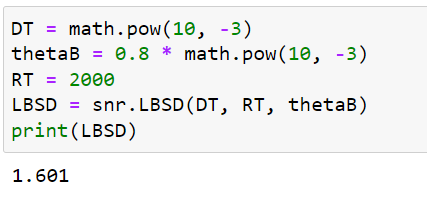 DT = math.pow(10, -3)
thetaB = 0.8 * math.pow(10, -3)
RT = 2000
LBSD = snr.LBSD(DT, RT, thetaB)
print(LBSD)
1.601